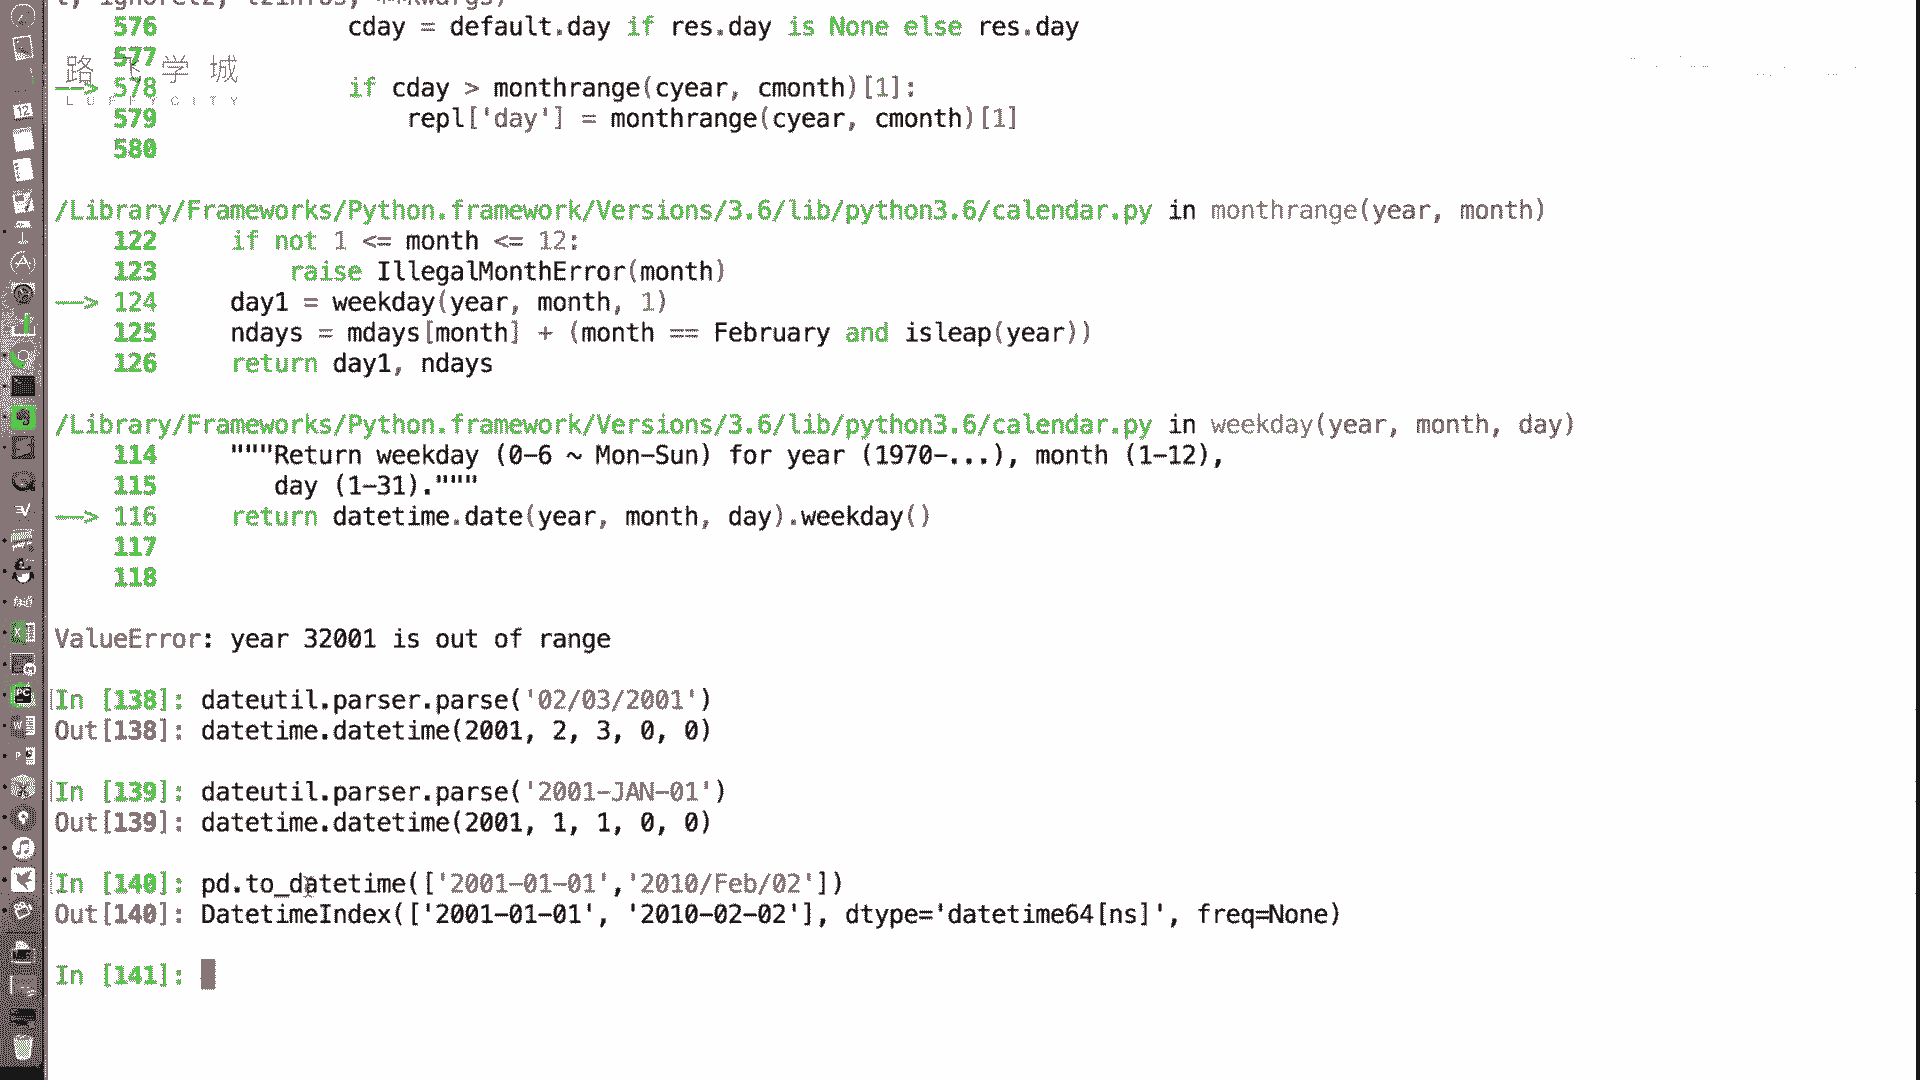 576 cday = default.day if res.day is None else res.day
577
路飞学城
----> 578 if cday > monthrange(cyear, cmonth)[1]:
LUFFYCITY
579 repl['day'] = monthrange(cyear, cmonth)[1]
580
/Library/Frameworks/Python.framework/Versions/3.6/lib/python3.6/calendar.py in monthrange(year, month)
122 if not 1 <= month <= 12:
123 raise IllegalMonthError(month)
----> 124 day1 = weekday(year, month, 1)
125 ndays = mdays[month] + (month == February and isleap(year))
126 return day1, ndays
/Library/Frameworks/Python.framework/Versions/3.6/lib/python3.6/calendar.py in weekday(year, month, day)
114 """Return weekday (0-6 ~ Mon-Sun) for year (1970-...), month (1-12),
115 day (1-31)."""
----> 116 return datetime.date(year, month, day).weekday()
117
118
ValueError: year 32001 is out of range
In [138]: dateutil.parser.parse('02/03/2001')
Out[138]: datetime.datetime(2001, 2, 3, 0, 0)
In [139]: dateutil.parser.parse('2001-JAN-01')
Out[139]: datetime.datetime(2001, 1, 1, 0, 0)
In [140]: pd.to_datetime(['2001-01-01','2010/Feb/02'])
Out[140]: DatetimeIndex(['2001-01-01', '2010-02-02'], dtype='datetime64[ns]', freq=None)
In [141]: